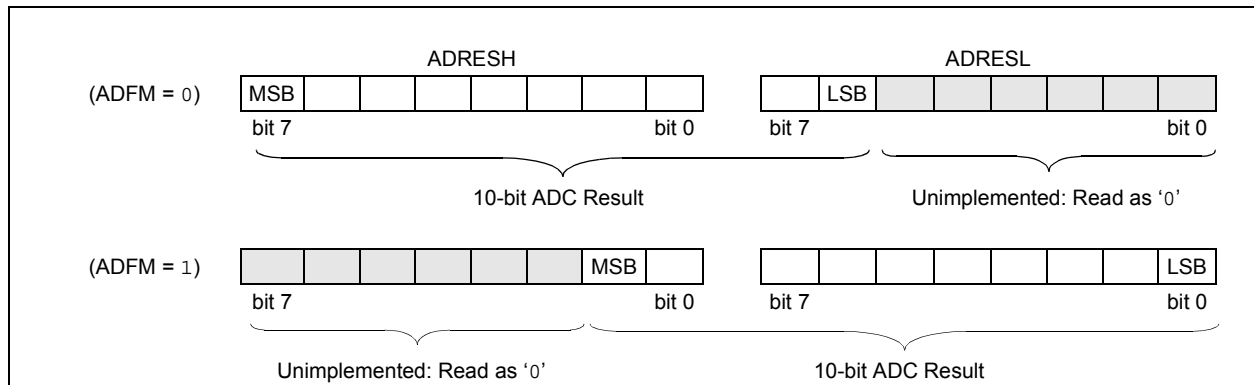 ADRESH ADRESL
(ADFM = 0) MSB LSB
bit 7 bit 0 bit 7 bit 0
10-bit ADC Result Unimplemented: Read as ‘0’
(ADFM = 1) MSB LSB
bit 7 bit 0 bit 7 bit 0
Unimplemented: Read as ‘0’ 10-bit ADC Result